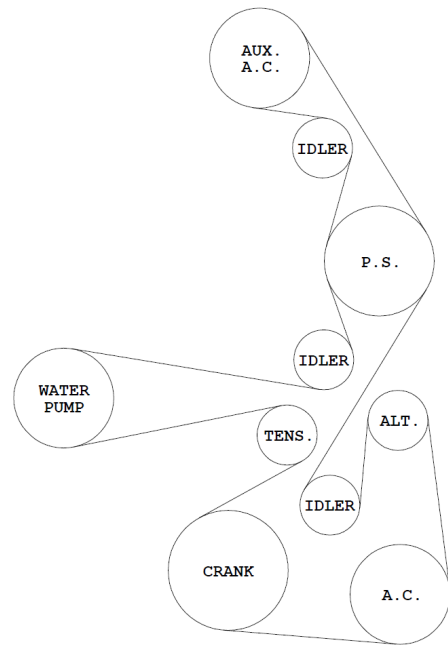 AUX.
A.C.
IDLER
P.S.
IDLER
WATER
PUMP
ALT.
TENS.
IDLER
CRANK
A.C.